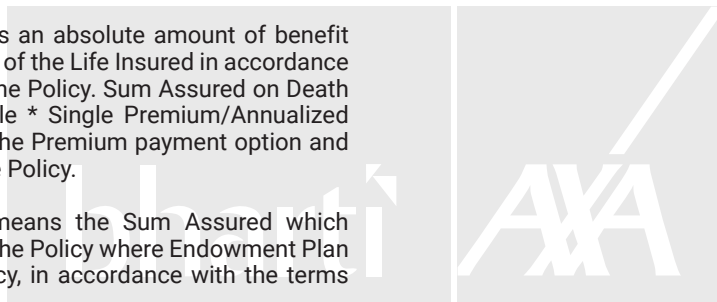 s an absolute amount of benefit
of the Life Insured in accordance
he Policy. Sum Assured on Death
le * Single Premium/Annualized
he Premium payment option and
Policy.
means the Sum Assured which
he Policy where Endowment Plan
cy, in accordance with the terms
bharti
AXA